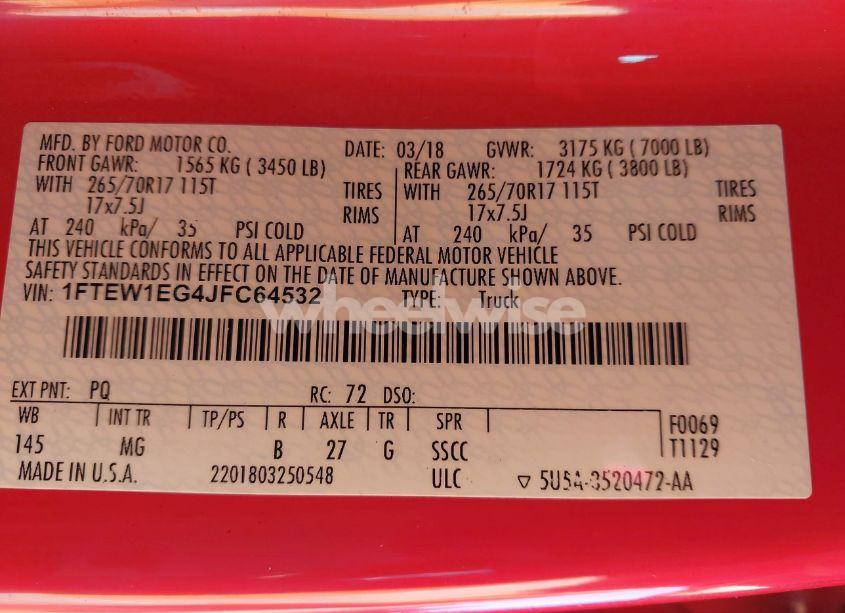 MFD. BY FORD MOTOR CO. DATE: 03/18 GVWR: 3175 KG ( 7000 LB)
FRONT GAWR: 1565 KG ( 3450 LB) REAR GAWR: 1724 KG ( 3800 LB)
WITH 265/70R17 115T TIRES WITH 265/70R17 115T TIRES
17x7.5J RIMS 17x7.5J RIMS
AT 240 kPa/ 35 PSI COLD AT 240 kPa/ 35 PSI COLD
THIS VEHICLE CONFORMS TO ALL APPLICABLE FEDERAL MOTOR VEHICLE
SAFETY STANDARDS IN EFFECT ON THE DATE OF MANUFACTURE SHOWN ABOVE.
VIN: 1FTEW1EG4JFC64532 TYPE: Truck
wheelwise
EXT PNT: PQ RC: 72 DSO:
WB INT TR TP/PS R AXLE TR SPR F0069
145 MG B 27 G SSCC T1129
MADE IN U.S.A. 2201803250548 ULC ▽ 5U5A-3520472-AA